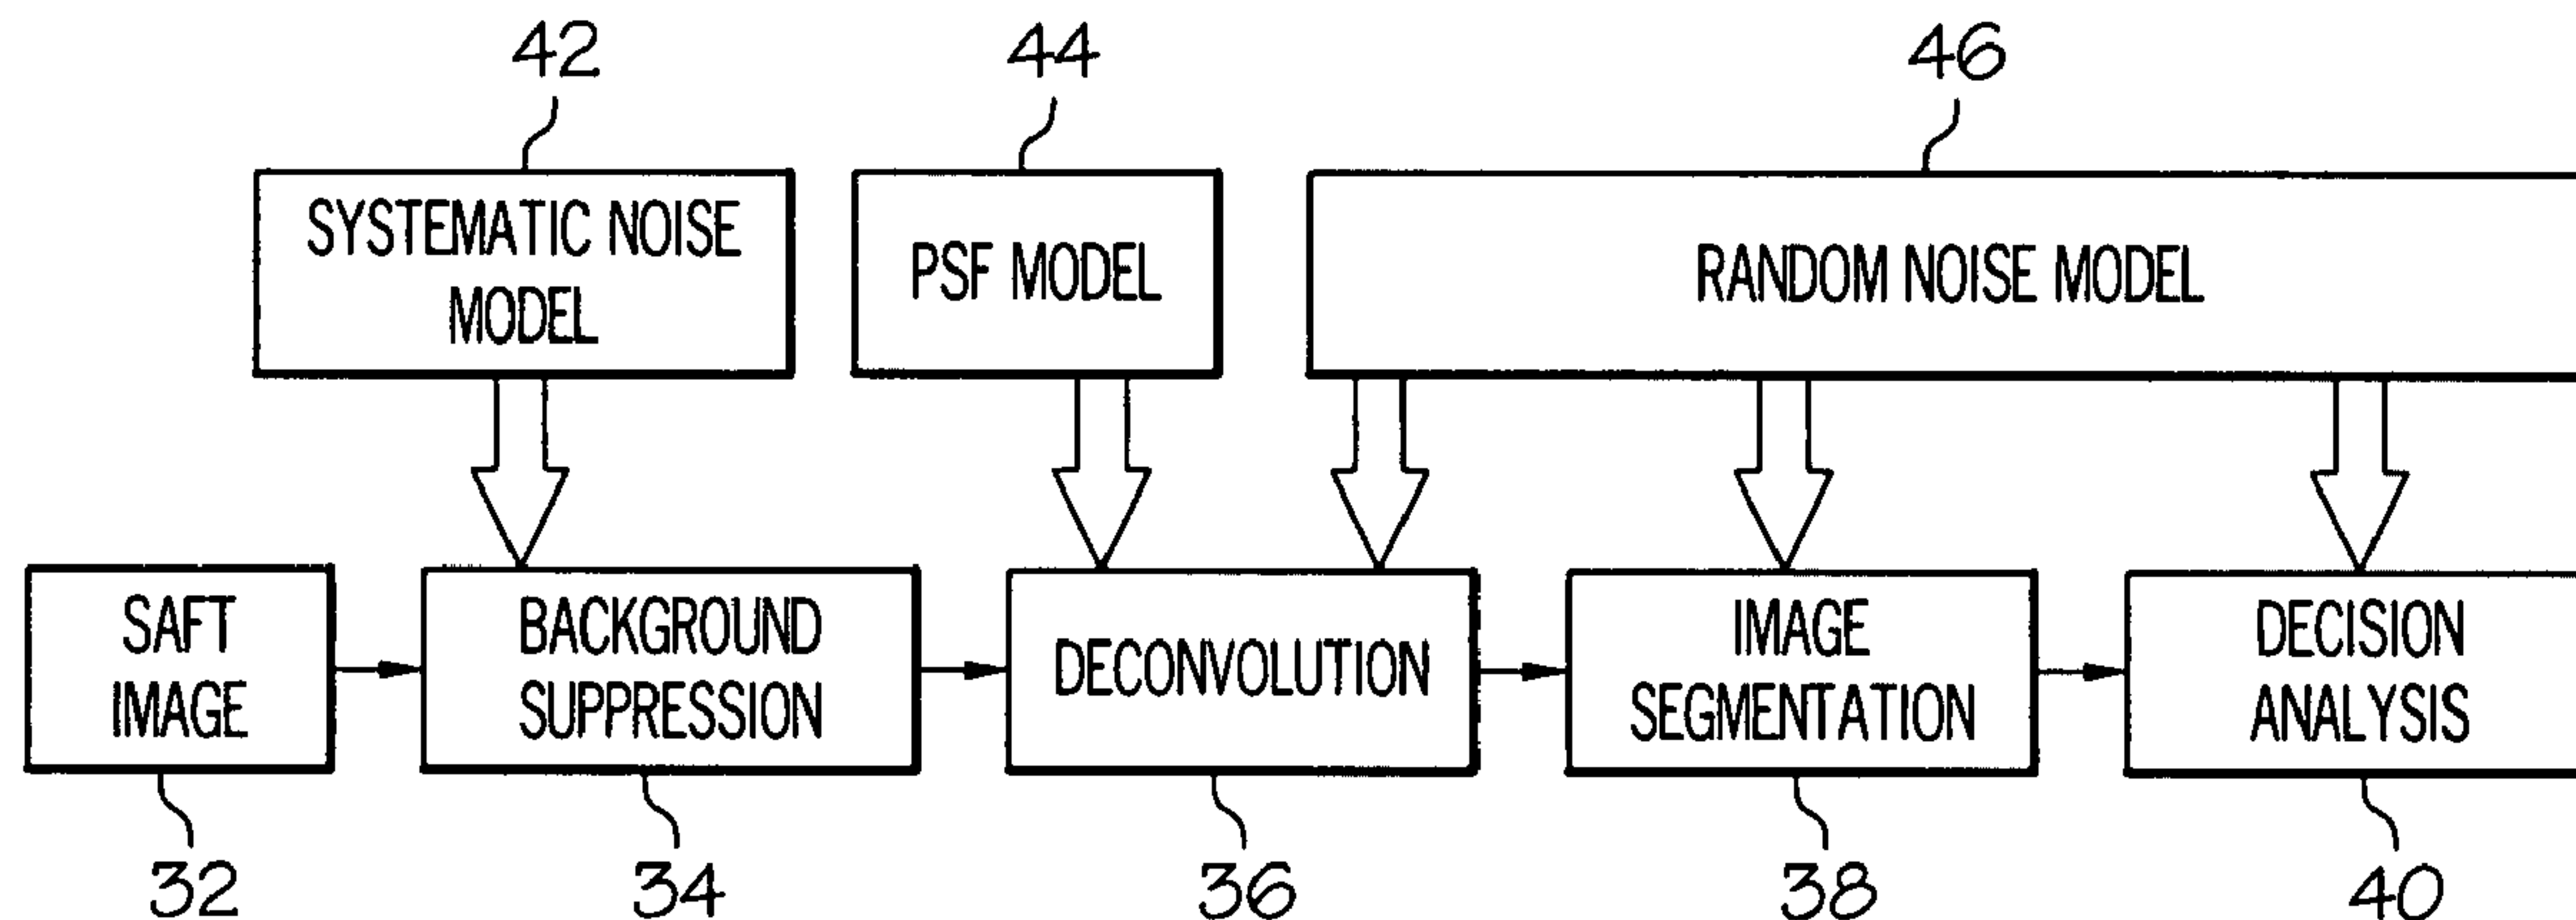 42
44
46
SYSTEMATIC NOISE
MODEL
PSF MODEL
RANDOM NOISE MODEL
SAFT
IMAGE
BACKGROUND
SUPPRESSION
DECONVOLUTION
IMAGE
SEGMENTATION
DECISION
ANALYSIS
32
34
36
38
40